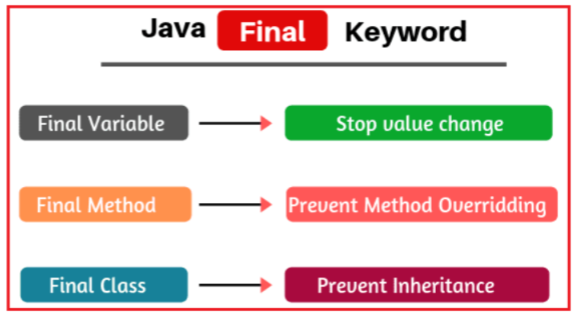 Java Final Keyword
Final Variable Stop value change
Final Method Prevent Method Overridding
Final Class Prevent Inheritance